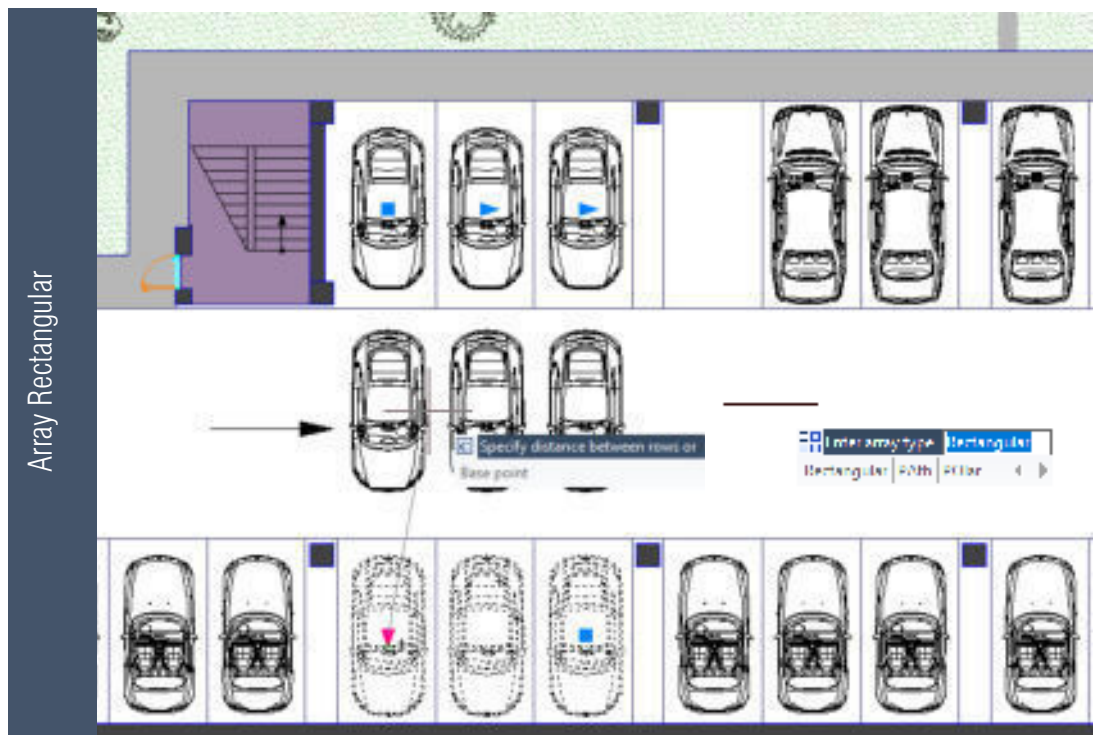 Array Rectangular
Specify distance between rows or
Base point
Enter array type Rectangular
Rectangular PAth POlar